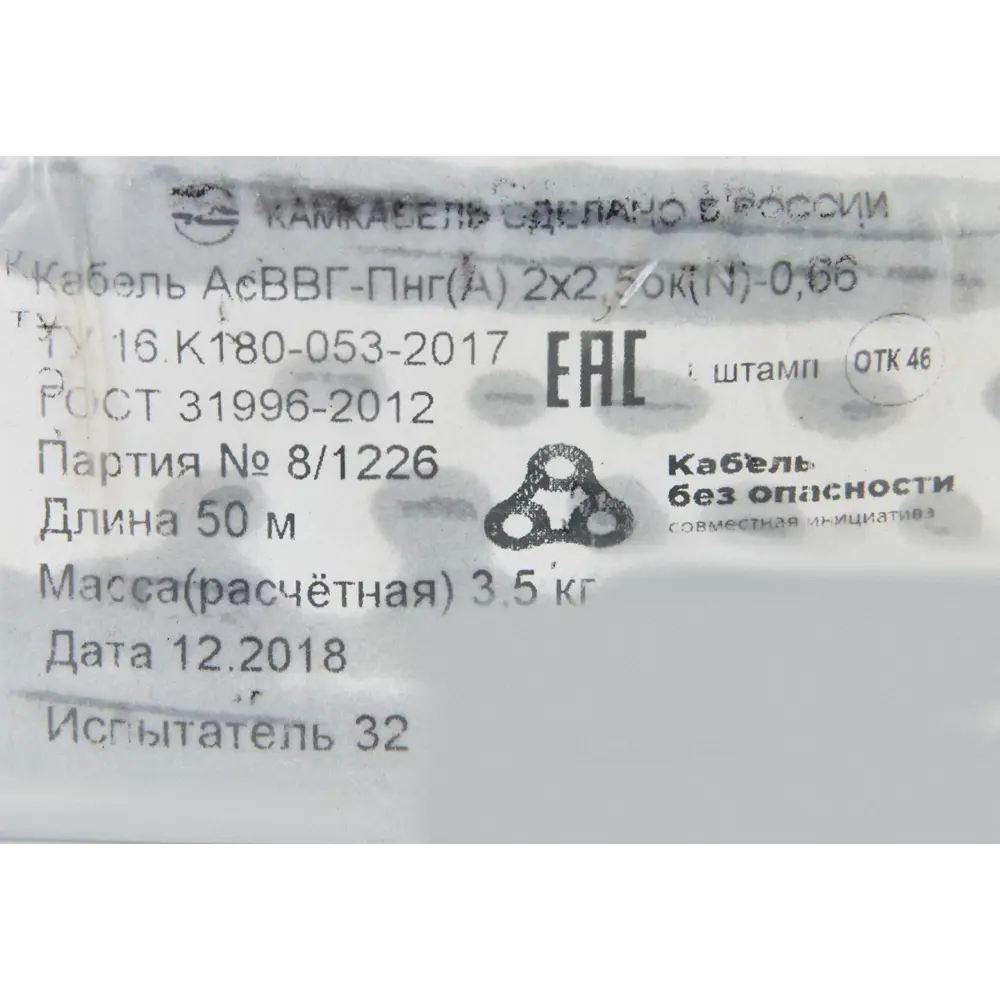 КАМКАБЕЛЬ СДЕЛАНО В РОССИИ
Кабель АсВВГ-Пнг(А) 2х2,5ок(N)-0,66
ТУ 16.К180-053-2017
ГОСТ 31996-2012
EAC
штамп
ОТК 46
Партия № 8/1226
Длина 50 м
Кабель
без опасности
совместная инициатива
Масса(расчётная) 3.5 кг
Дата 12.2018
Испытатель 32